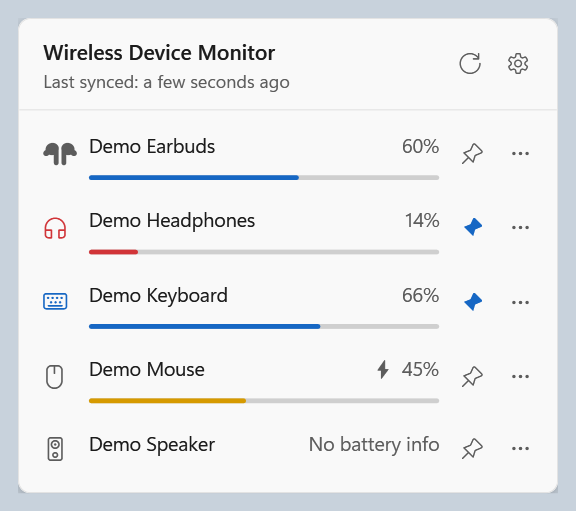 Wireless Device Monitor
Last synced: a few seconds ago
Demo Earbuds 60%
Demo Headphones 14%
Demo Keyboard 66%
Demo Mouse 45%
Demo Speaker No battery info